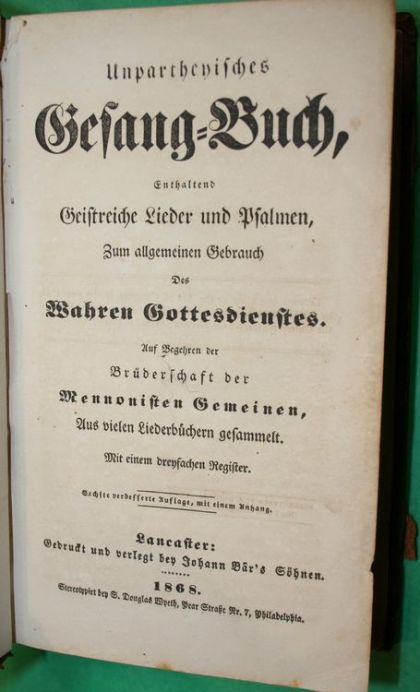 Unpartheyisches
Gesang=Buch,
Enthaltend
Geistreiche Lieder und Psalmen,
Zum allgemeinen Gebrauch
Des
Wahren Gottesdienstes.
Auf Begehren der
Brüderschaft der
Mennonisten Gemeinen,
Aus vielen Liederbüchern gesammelt.
Mit einem dreyfachen Register.
Sechste verbesserte Auflage, mit einem Anhang.
Lancaster:
Gedruckt und verlegt bey Johann Bär's Söhnen.
1868.
Stereotypirt bey S. Douglas Wyeth, Pear Straße Nr. 7, Philadelphia.